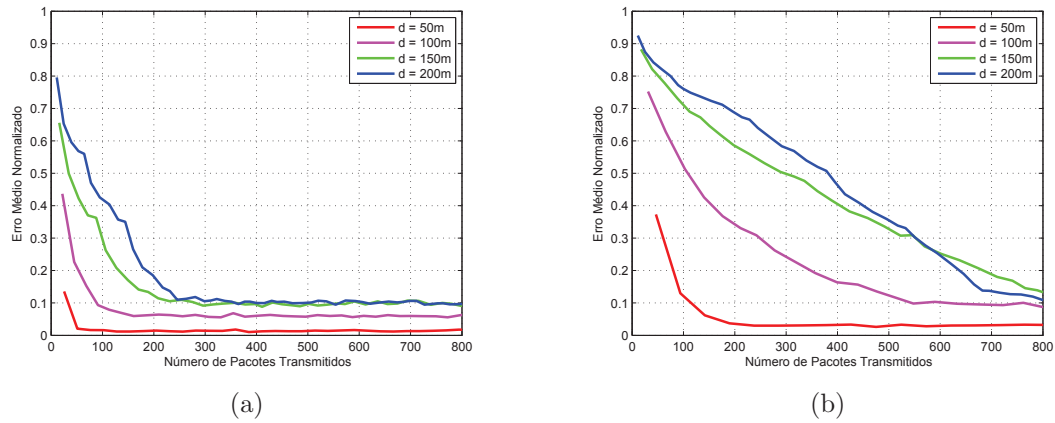 1
0.9
0.8
0.7
0.6
0.5
0.4
0.3
0.2
0.1
0
Erro Médio Normalizado
d = 50m
d = 100m
d = 150m
d = 200m
0 100 200 300 400 500 600 700 800
Número de Pacotes Transmitidos
(a)
1
0.9
0.8
0.7
0.6
0.5
0.4
0.3
0.2
0.1
0
Erro Médio Normalizado
d = 50m
d = 100m
d = 150m
d = 200m
0 100 200 300 400 500 600 700 800
Número de Pacotes Transmitidos
(b)